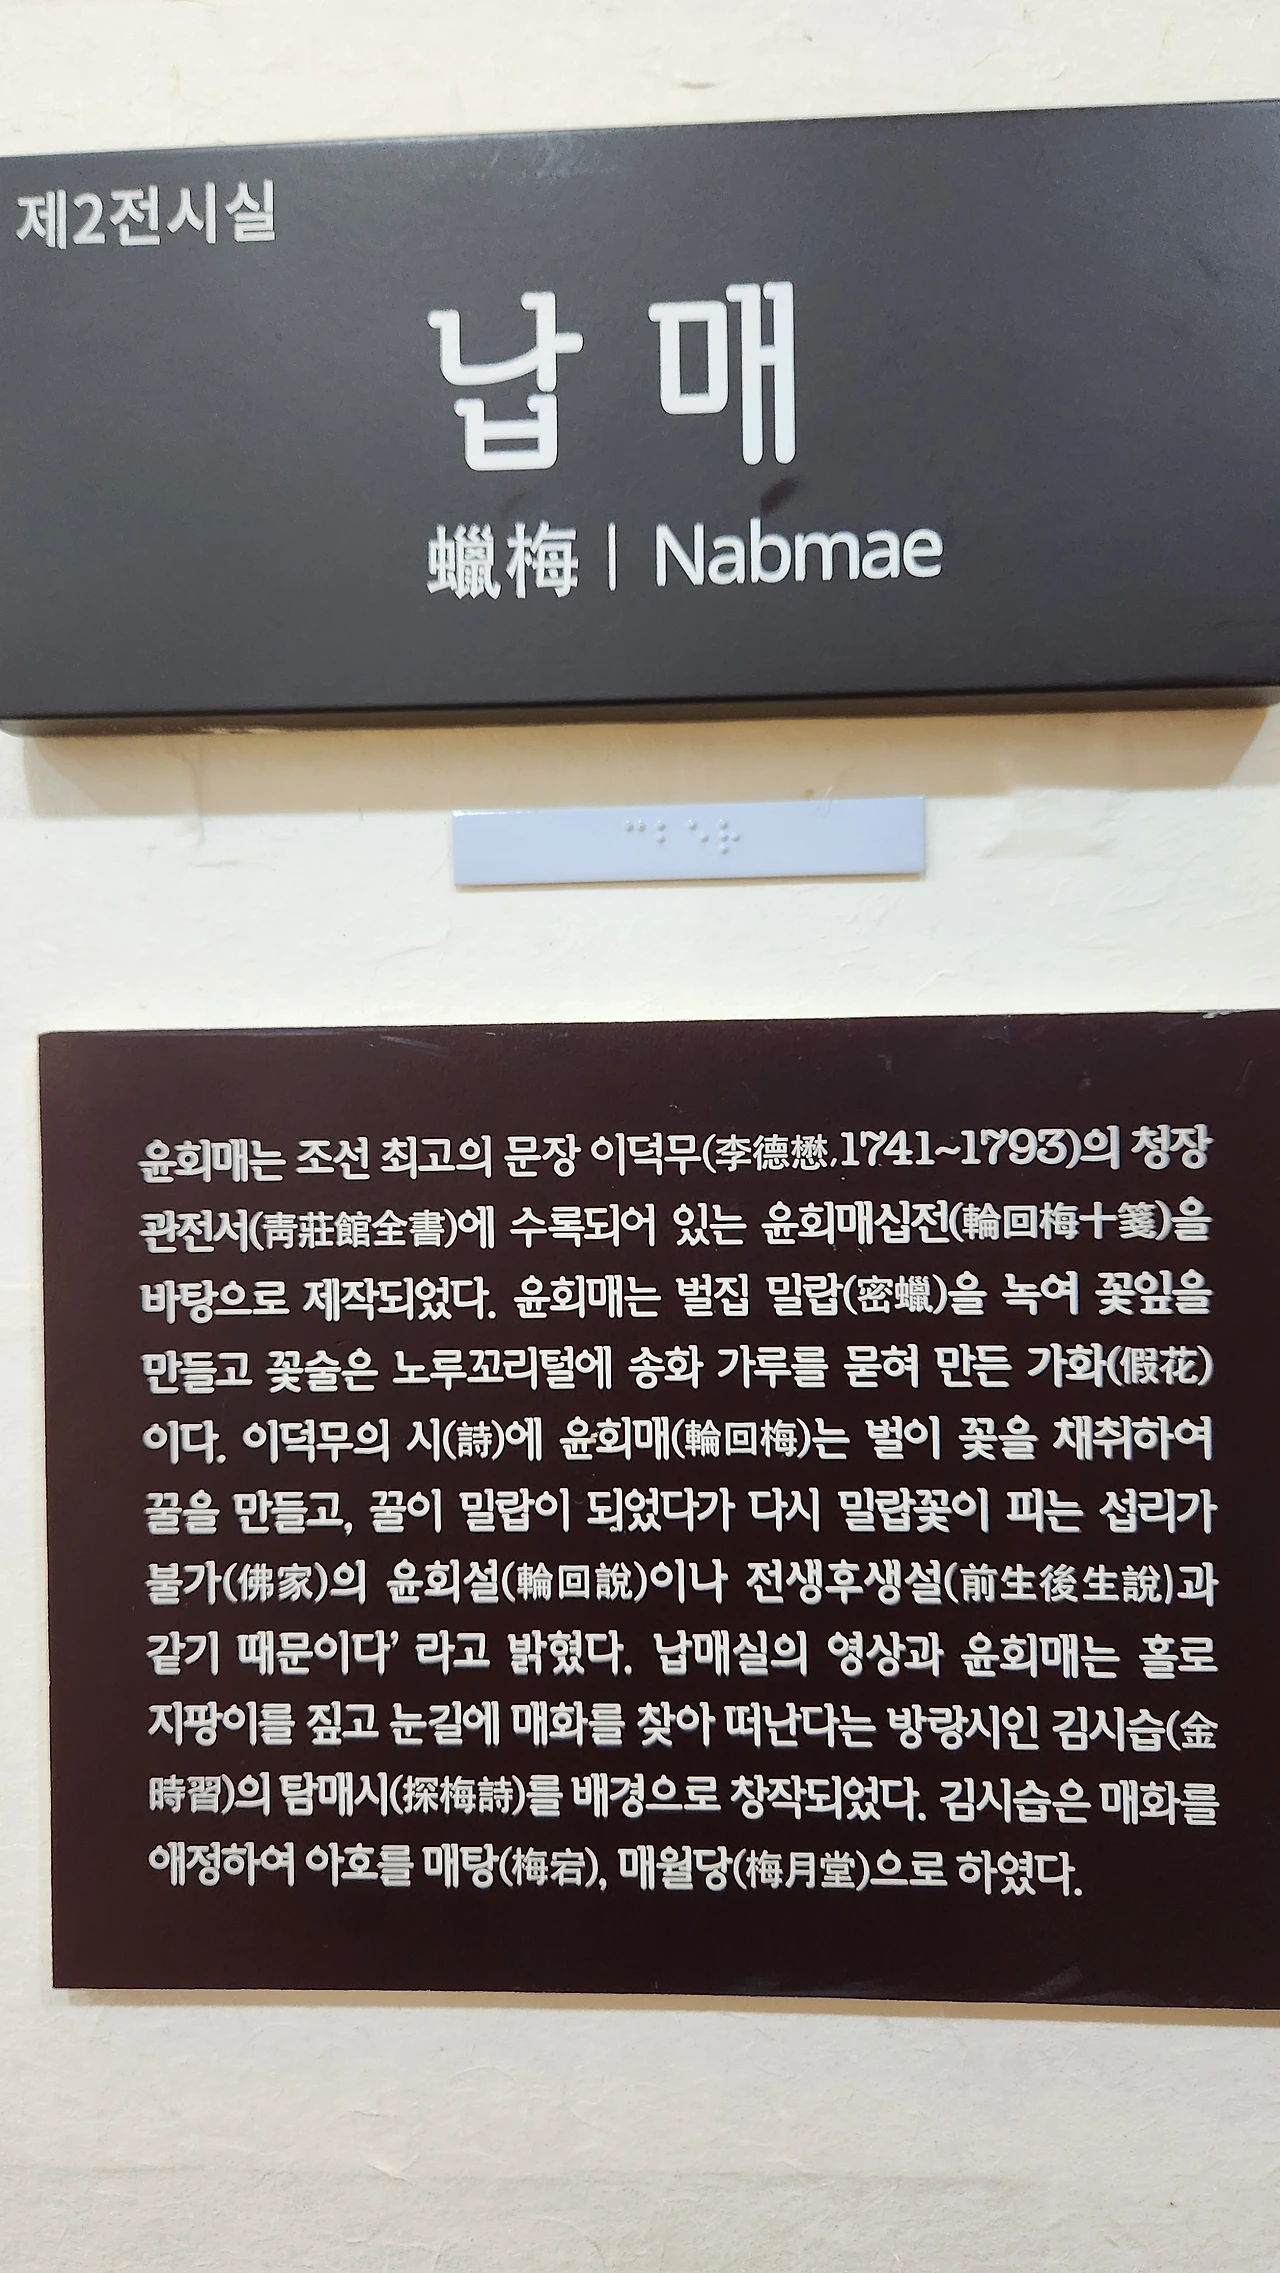 제2전시실
납매
蠟梅 | Nabmae
윤회매는 조선 최고의 문장 이덕무(李德懋,1741~1793)의 청장
관전서(靑莊館全書)에 수록되어 있는 윤회매십전(輪回梅十箋)을
바탕으로 제작되었다. 윤회매는 벌집 밀랍(密蠟)을 녹여 꽃잎을
만들고 꽃술은 노루꼬리털에 송화 가루를 묻혀 만든 가화(假花)
이다. 이덕무의 시(詩)에 윤회매(輪回梅)는 벌이 꽃을 채취하여
꿀을 만들고, 꿀이 밀랍이 되었다가 다시 밀랍꽃이 피는 섭리가
불가(佛家)의 윤회설(輪回說)이나 전생후생설(前生後生說)과
같기 때문이다’ 라고 밝혔다. 납매실의 영상과 윤회매는 홀로
지팡이를 짚고 눈길에 매화를 찾아 떠난다는 방랑시인 김시습(金
時習)의 탐매시(探梅詩)를 배경으로 창작되었다. 김시습은 매화를
애정하여 아호를 매탕(梅宕), 매월당(梅月堂)으로 하였다.